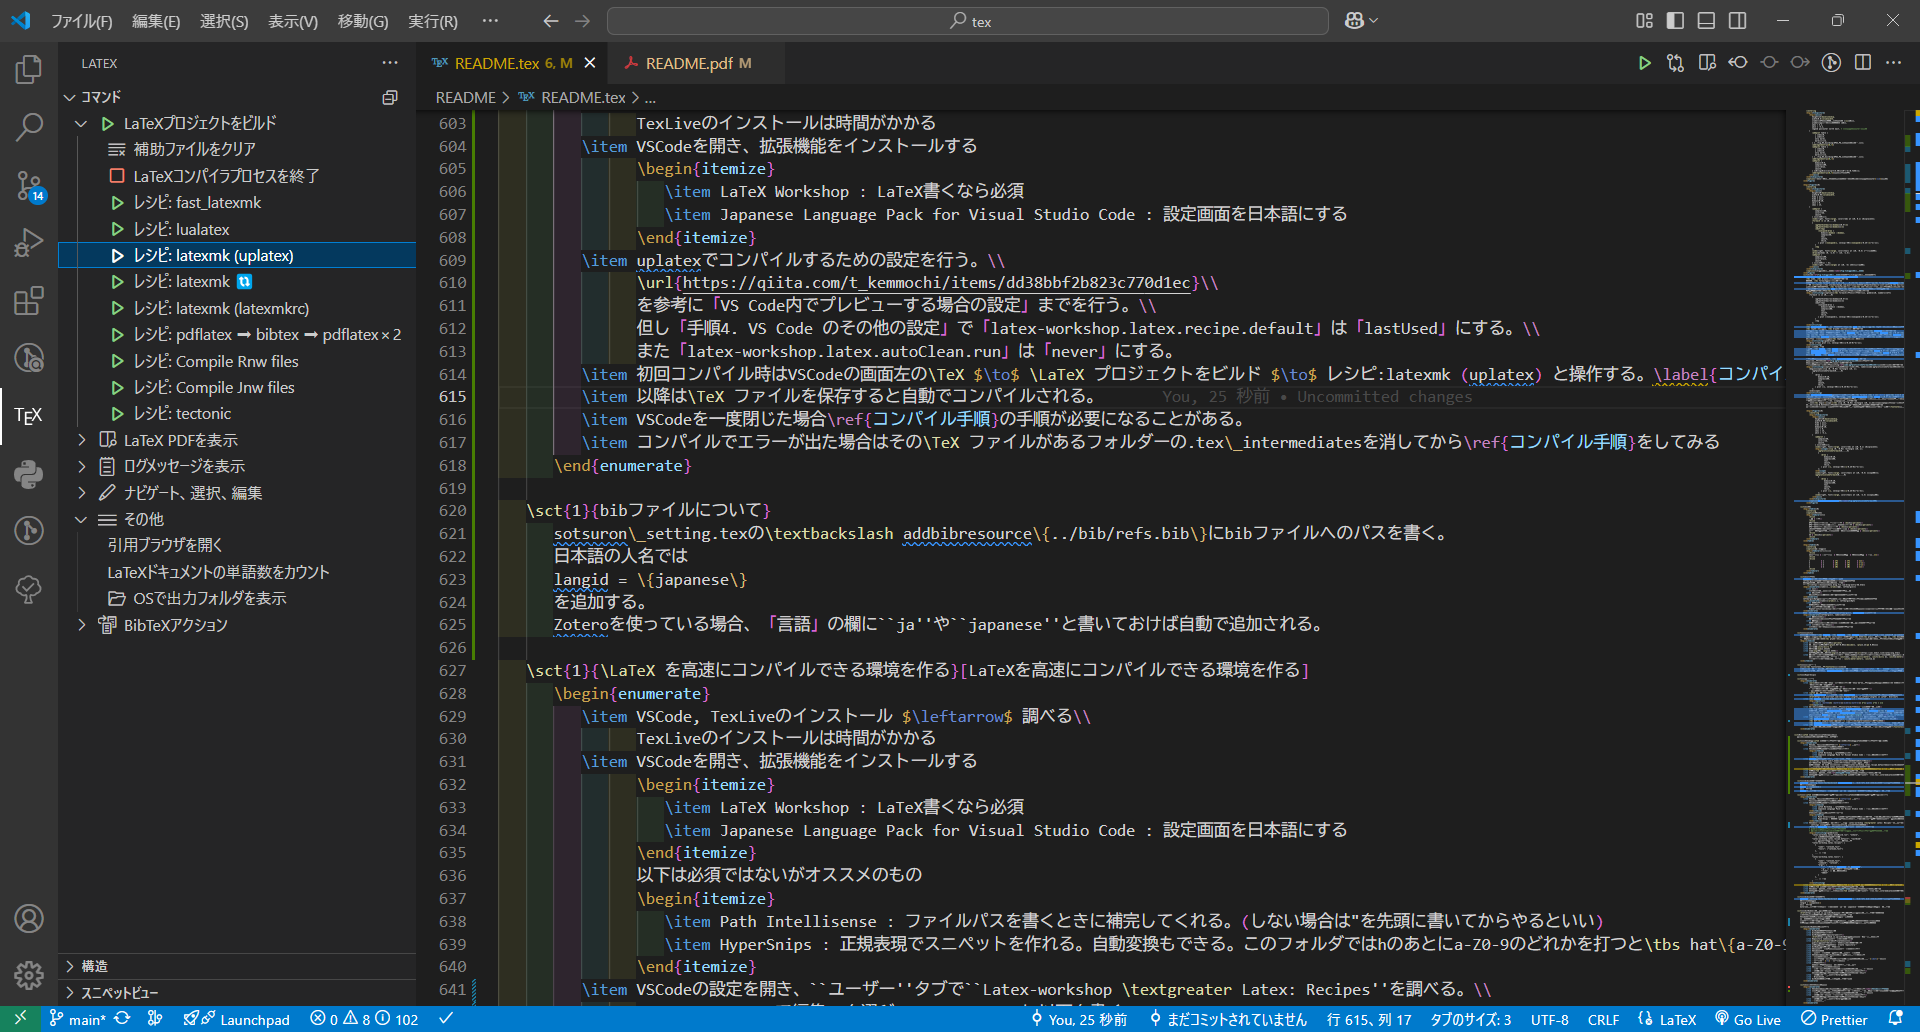 ファイル(F) 編集(E) 選択(S) 表示(V) 移動(G) 実行(R) … tex
LATEX
コマンド
LaTeXプロジェクトをビルド
補助ファイルをクリア
LaTeXコンパイラプロセスを終了
レシピ: fast_latexmk
レシピ: lualatex
レシピ: latexmk (uplatex)
レシピ: latexmk 🔃
レシピ: latexmk (latexmkrc)
レシピ: pdflatex ➞ bibtex ➞ pdflatex × 2
レシピ: Compile Rnw files
レシピ: Compile Jnw files
レシピ: tectonic
LaTeX PDFを表示
ログメッセージを表示
ナビゲート、選択、編集
その他
引用ブラウザを開く
LaTeXドキュメントの単語数をカウント
OSで出力フォルダを表示
BibTeXアクション
構造
スニペットビュー
14
TEX
TEX README.tex 6, M
README.pdf M
README > TEX README.tex > ...
603 TexLiveのインストールは時間がかかる
604 \item VSCodeを開き、拡張機能をインストールする
605 \begin{itemize}
606 \item LaTeX Workshop : LaTeX書くなら必須
607 \item Japanese Language Pack for Visual Studio Code : 設定画面を日本語にする
608 \end{itemize}
609 \item uplatexでコンパイルするための設定を行う。\\
610 \url{https://qiita.com/t_kemmochi/items/dd38bbf2b823c770d1ec}\\
611 を参考に「VS Code内でプレビューする場合の設定」までを行う。\\
612 但し「手順4. VS Code のその他の設定」で「latex-workshop.latex.recipe.default」は「lastUsed」にする。\\
613 また「latex-workshop.latex.autoClean.run」は「never」にする。
614 \item 初回コンパイル時はVSCodeの画面左の\TeX $\to$ \LaTeX プロジェクトをビルド $\to$ レシピ:latexmk (uplatex) と操作する。\label{コンパイ
615 \item 以降は\TeX ファイルを保存すると自動でコンパイルされる。 You, 25 秒前 • Uncommitted changes
616 \item VSCodeを一度閉じた場合\ref{コンパイル手順}の手順が必要になることがある。
617 \item コンパイルでエラーが出た場合はその\TeX ファイルがあるフォルダーの.tex\_intermediatesを消してから\ref{コンパイル手順}をしてみる
618 \end{enumerate}
619
620 \sct{1}{bibファイルについて}
621 sotsuron\_setting.texの\textbackslash addbibresource\{../bib/refs.bib\}にbibファイルへのパスを書く。
622 日本語の人名では
623 langid = \{japanese\}
624 を追加する。
625 Zoteroを使っている場合、「言語」の欄に``ja''や``japanese''と書いておけば自動で追加される。
626
627 \sct{1}{\LaTeX を高速にコンパイルできる環境を作る}[LaTeXを高速にコンパイルできる環境を作る]
628 \begin{enumerate}
629 \item VSCode, TexLiveのインストール $\leftarrow$ 調べる\\
630 TexLiveのインストールは時間がかかる
631 \item VSCodeを開き、拡張機能をインストールする
632 \begin{itemize}
633 \item LaTeX Workshop : LaTeX書くなら必須
634 \item Japanese Language Pack for Visual Studio Code : 設定画面を日本語にする
635 \end{itemize}
636 以下は必須ではないがオススメのもの
637 \begin{itemize}
638 \item Path Intellisense : ファイルパスを書くときに補完してくれる。(しない場合は"を先頭に書いてからやるといい)
639 \item HyperSnips : 正規表現でスニペットを作れる。自動変換もできる。このフォルダではhのあとにa-Z0-9のどれかを打つと\tbs hat\{a-Z0-9
640 \end{itemize}
641 \item VSCodeの設定を開き、``ユーザー''タブで``Latex-workshop \textgreater Latex: Recipes''を調べる。\\
main* Launchpad 0 8 102 You, 25 秒前 まだコミットされていません 行 615、列 17 タブのサイズ: 3 UTF-8 CRLF LaTeX Go Live Prettier